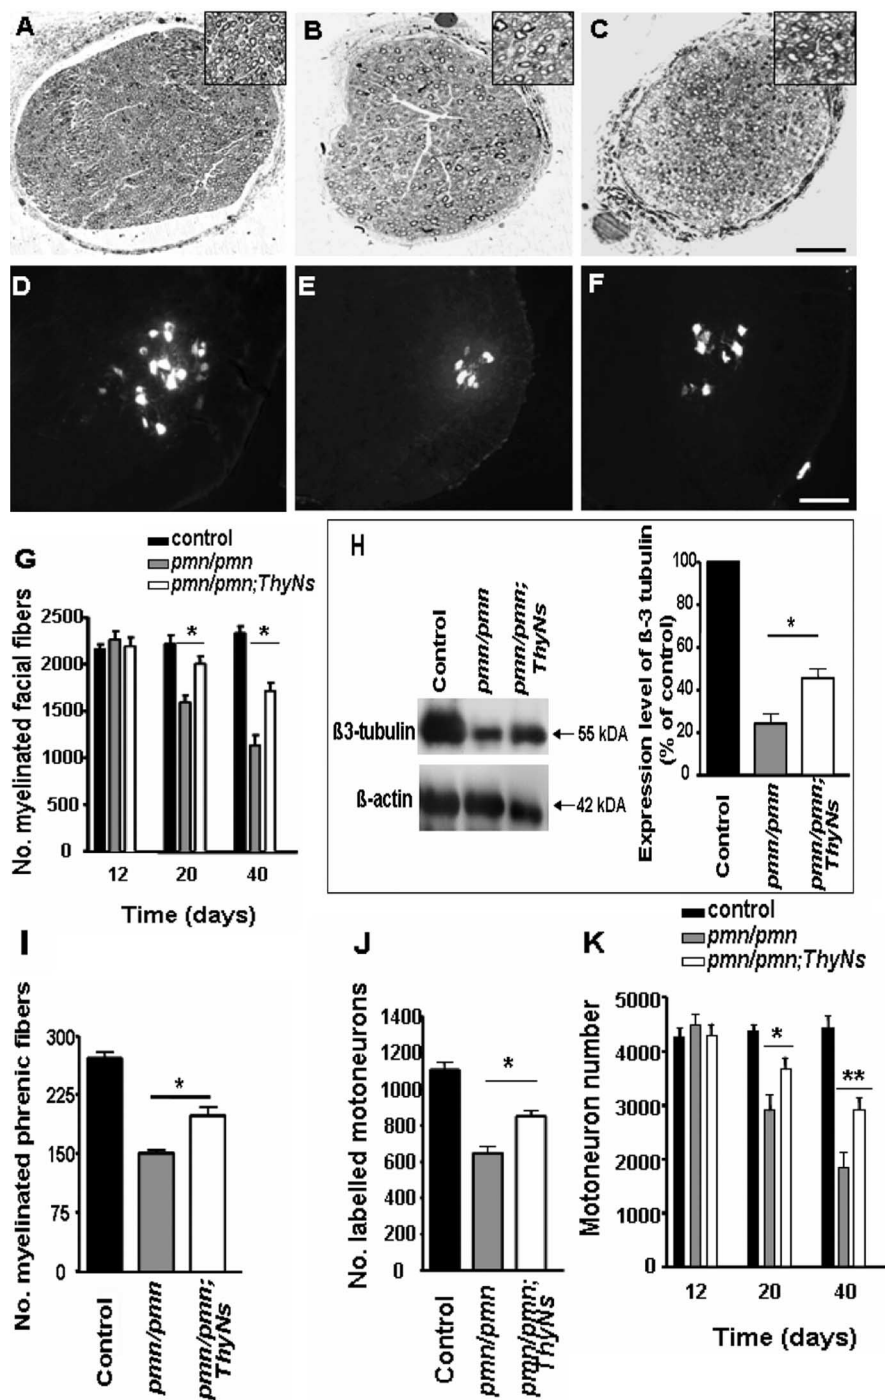 A
B
C
D
E
F
G
control
pmn/pmn
pmn/pmn;ThyNs
No. myelinated facial fibers
2500
2000
1500
1000
500
0
*
*
12 20 40
Time (days)
H
Control
pmn/pmn
pmn/pmn;
ThyNs
ß3-tubulin
←55 kDA
ß-actin
←42 kDA
Expression level of ß-3 tubulin
(% of control)
100
80
60
40
20
0
*
Control
pmn/pmn
pmn/pmn;
ThyNs
I
No. myelinated phrenic fibers
300
225
150
75
0
*
Control
pmn/pmn
pmn/pmn;
ThyNs
J
No. labelled motoneurons
1400
1200
1000
800
600
400
200
0
*
Control
pmn/pmn
pmn/pmn;
ThyNs
K
control
pmn/pmn
pmn/pmn;ThyNs
Motoneuron number
5000
4000
3000
2000
1000
0
*
**
12 20 40
Time (days)